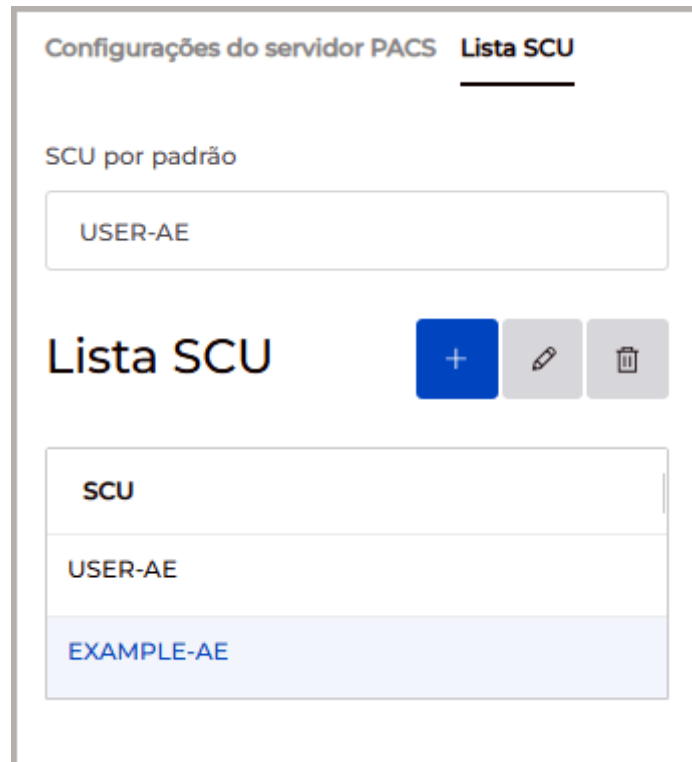 Configurações do servidor PACS Lista SCU
SCU por padrão
USER-AE
Lista SCU
SCU
USER-AE
EXAMPLE-AE